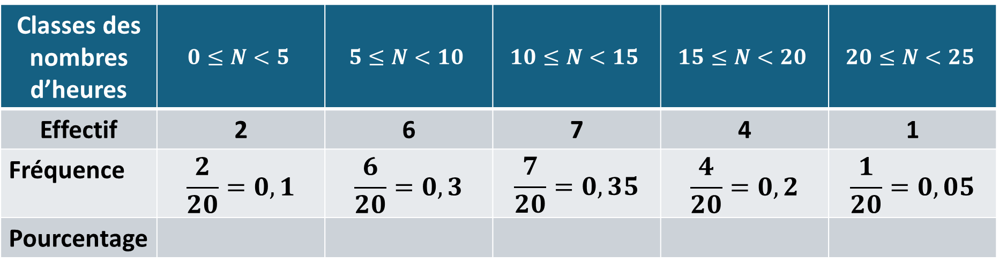 Classes des nombres d’heures 0 ≤ N < 5 5 ≤ N < 10 10 ≤ N < 15 15 ≤ N < 20 20 ≤ N < 25
Effectif 2 6 7 4 1
Fréquence 2/20 = 0,1 6/20 = 0,3 7/20 = 0,35 4/20 = 0,2 1/20 = 0,05
Pourcentage